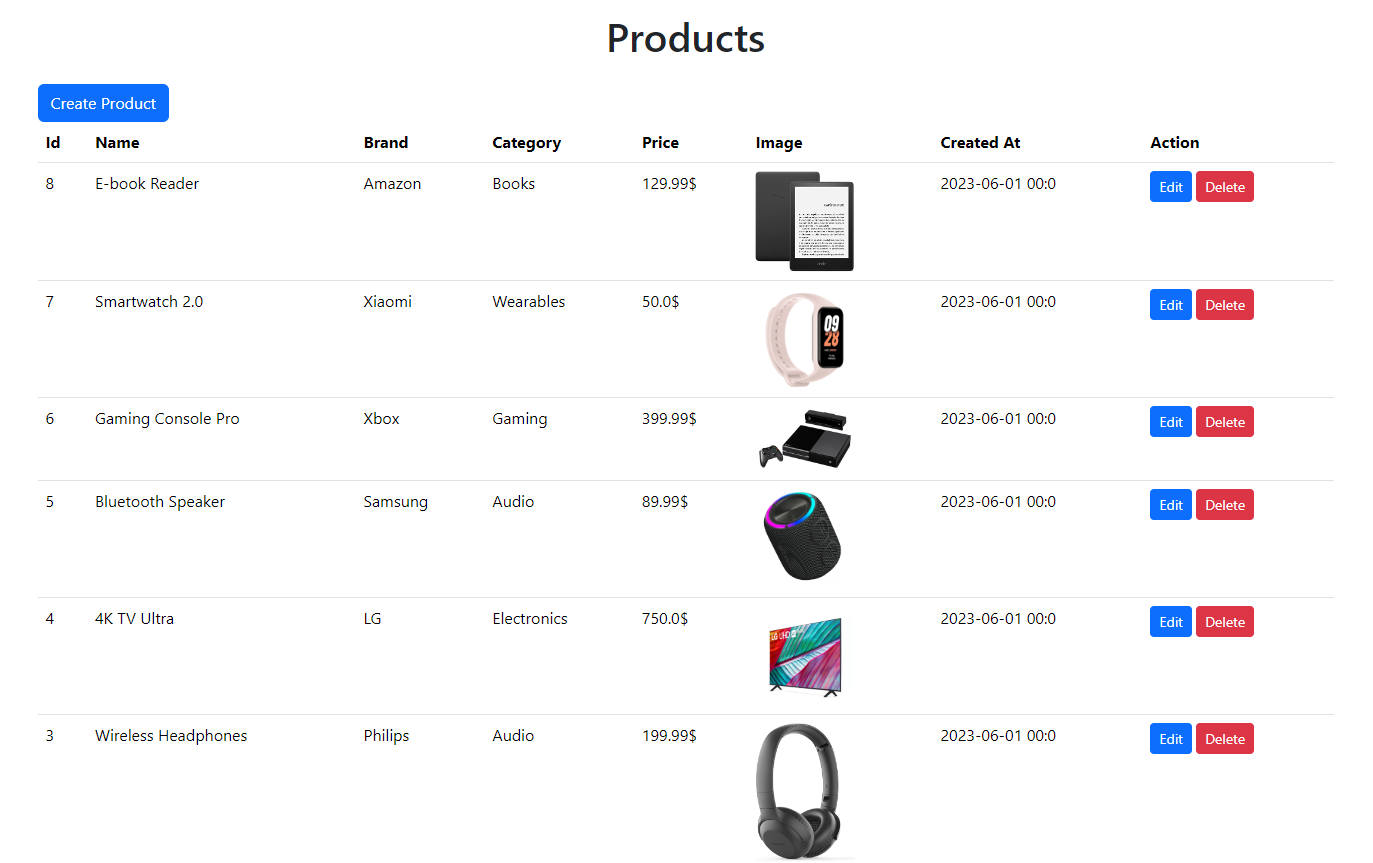 Products
Create Product
Id Name Brand Category Price Image Created At Action
8 E-book Reader Amazon Books 129.99$ 2023-06-01 00:0 Edit Delete
7 Smartwatch 2.0 Xiaomi Wearables 50.0$ 2023-06-01 00:0 Edit Delete
09
28
6 Gaming Console Pro Xbox Gaming 399.99$ 2023-06-01 00:0 Edit Delete
5 Bluetooth Speaker Samsung Audio 89.99$ 2023-06-01 00:0 Edit Delete
4 4K TV Ultra LG Electronics 750.0$ 2023-06-01 00:0 Edit Delete
LG UHD
3 Wireless Headphones Philips Audio 199.99$ 2023-06-01 00:0 Edit Delete